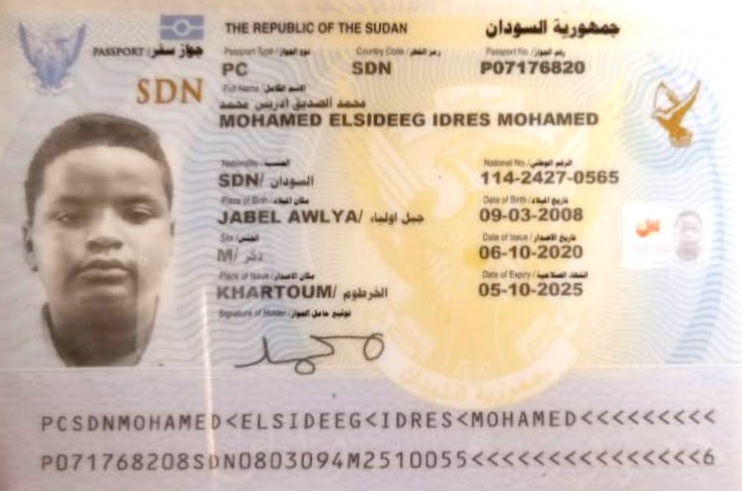 THE REPUBLIC OF THE SUDAN جمهورية السودان
PASSPORT/ جواز سفر
Passport Type / نوع الجواز Country Code / رمز القطر Passport No. / رقم الجواز
PC SDN P07176820
SDN
Full Name / الاسم الكامل
محمد الصديق ادريس محمد
MOHAMED ELSIDEEG IDRES MOHAMED
Nationality / الجنسية National No. / الرقم الوطني
SDN/ السودان 114-2427-0565
Place of Birth / مكان الميلاد Date of Birth / تاريخ الميلاد
JABEL AWLYA/ جبل اولياء 09-03-2008
Sex / الجنس Date of Issue / تاريخ الاصدار
M/ ذكر 06-10-2020
Place of Issue / مكان الاصدار Date of Expiry / انتهاء الصلاحية
KHARTOUM/ الخرطوم 05-10-2025
Signature of Holder / توقيع حامل الجواز
محمد
جمهورية السودان
PCSDNMOHAMED<ELSIDEEG<IDRES<MOHAMED<<<<<<<<<
P071768208SDN0803094M2510055<<<<<<<<<<<<<<<6